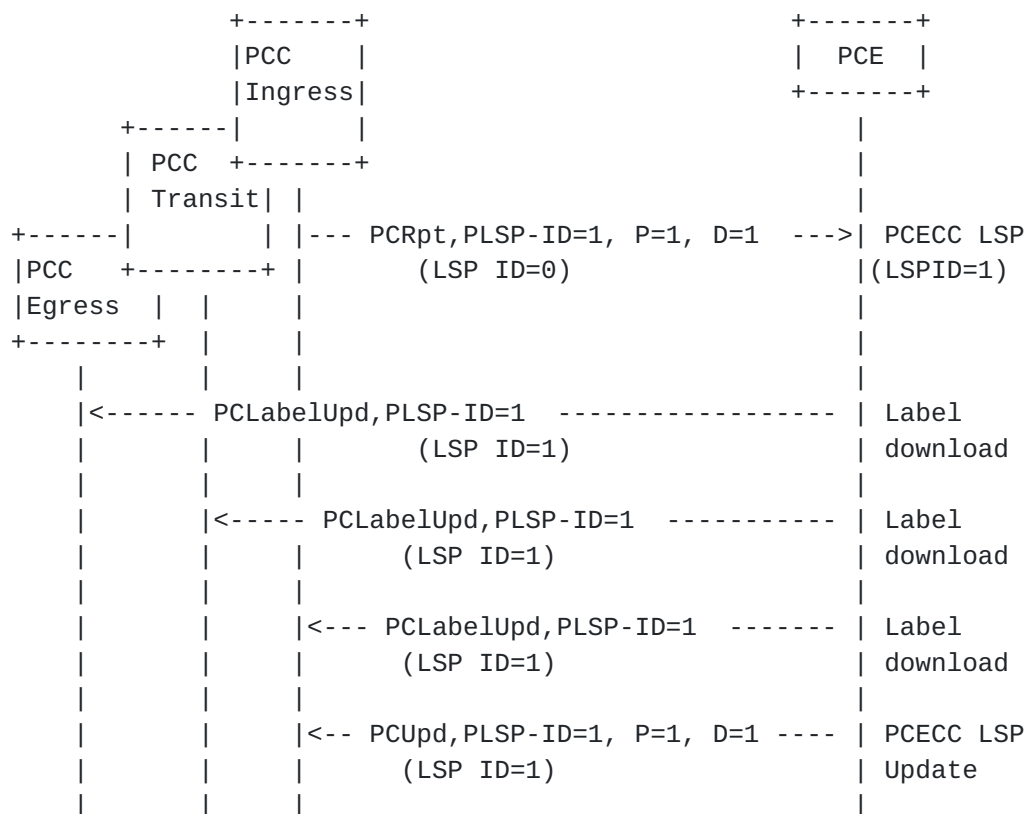 +-------+                           +-------+
|PCC    |                           |  PCE  |
|Ingress|                           +-------+
+------|       |                                |
| PCC  +-------+                                |
| Transit| |                                    |
+------|        | |--- PCRpt,PLSP-ID=1, P=1, D=1  --->| PCECC LSP
|PCC   +--------+ |       (LSP ID=0)                  |(LSPID=1)
|Egress  |  |     |                                   |
+--------+  |     |                                   |
|       |     |                                   |
|<------ PCLabelUpd,PLSP-ID=1  ------------------ | Label
|       |     |       (LSP ID=1)                  | download
|       |     |                                   |
|       |<----- PCLabelUpd,PLSP-ID=1  ----------- | Label
|       |     |      (LSP ID=1)                   | download
|       |     |                                   |
|       |     |<--- PCLabelUpd,PLSP-ID=1  ------- | Label
|       |     |      (LSP ID=1)                   | download
|       |     |                                   |
|       |     |<-- PCUpd,PLSP-ID=1, P=1, D=1 ---- | PCECC LSP
|       |     |      (LSP ID=1)                   | Update
|       |     |                                   |